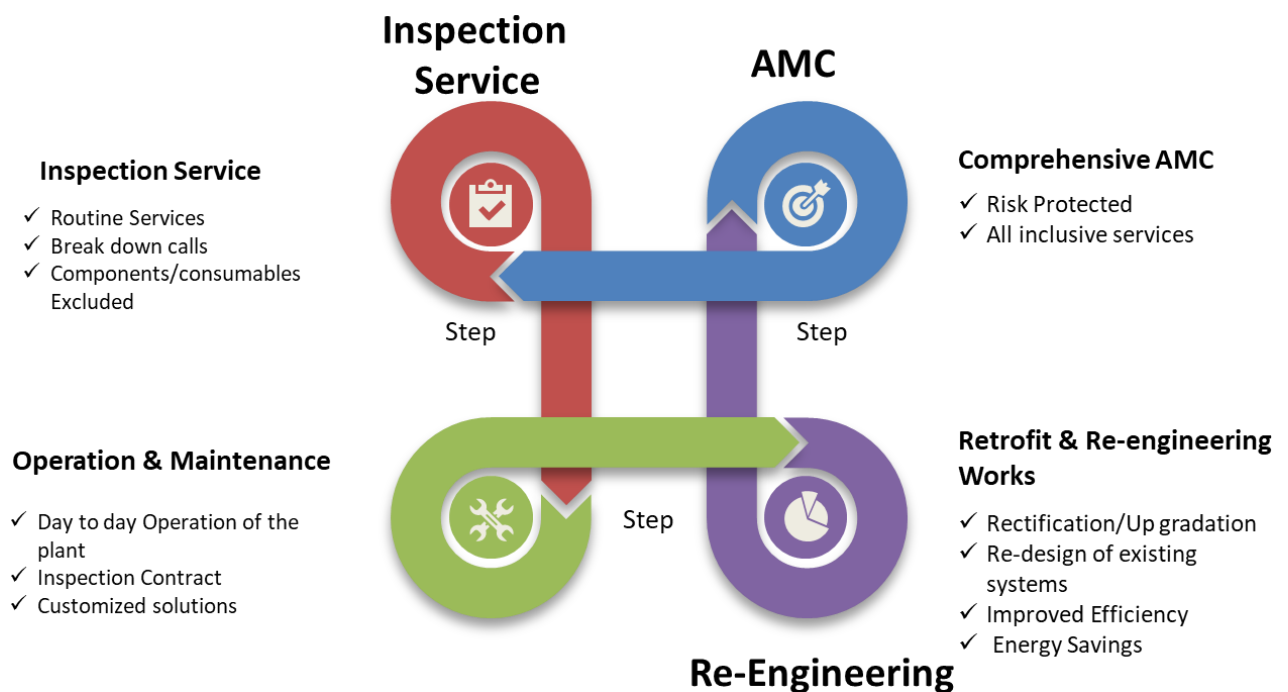 Inspection
Service
AMC
Inspection Service
✓ Routine Services
✓ Break down calls
✓ Components/consumables
Excluded
Comprehensive AMC
✓ Risk Protected
✓ All inclusive services
Step
Step
Operation & Maintenance
✓ Day to day Operation of the
plant
✓ Inspection Contract
✓ Customized solutions
Step
Retrofit & Re-engineering
Works
✓ Rectification/Up gradation
✓ Re-design of existing
systems
✓ Improved Efficiency
✓ Energy Savings
Re-Engineering